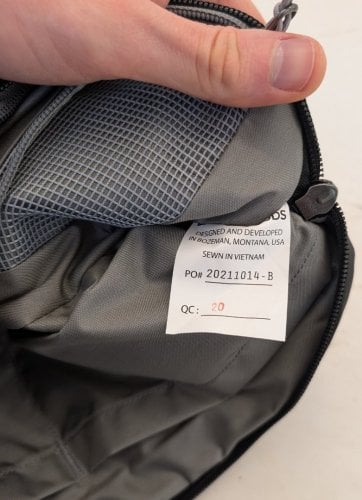 DESIGNED AND DEVELOPED
IN BOZEMAN, MONTANA, USA
SEWN IN VIETNAM
PO# 20211014-B
QC: 20